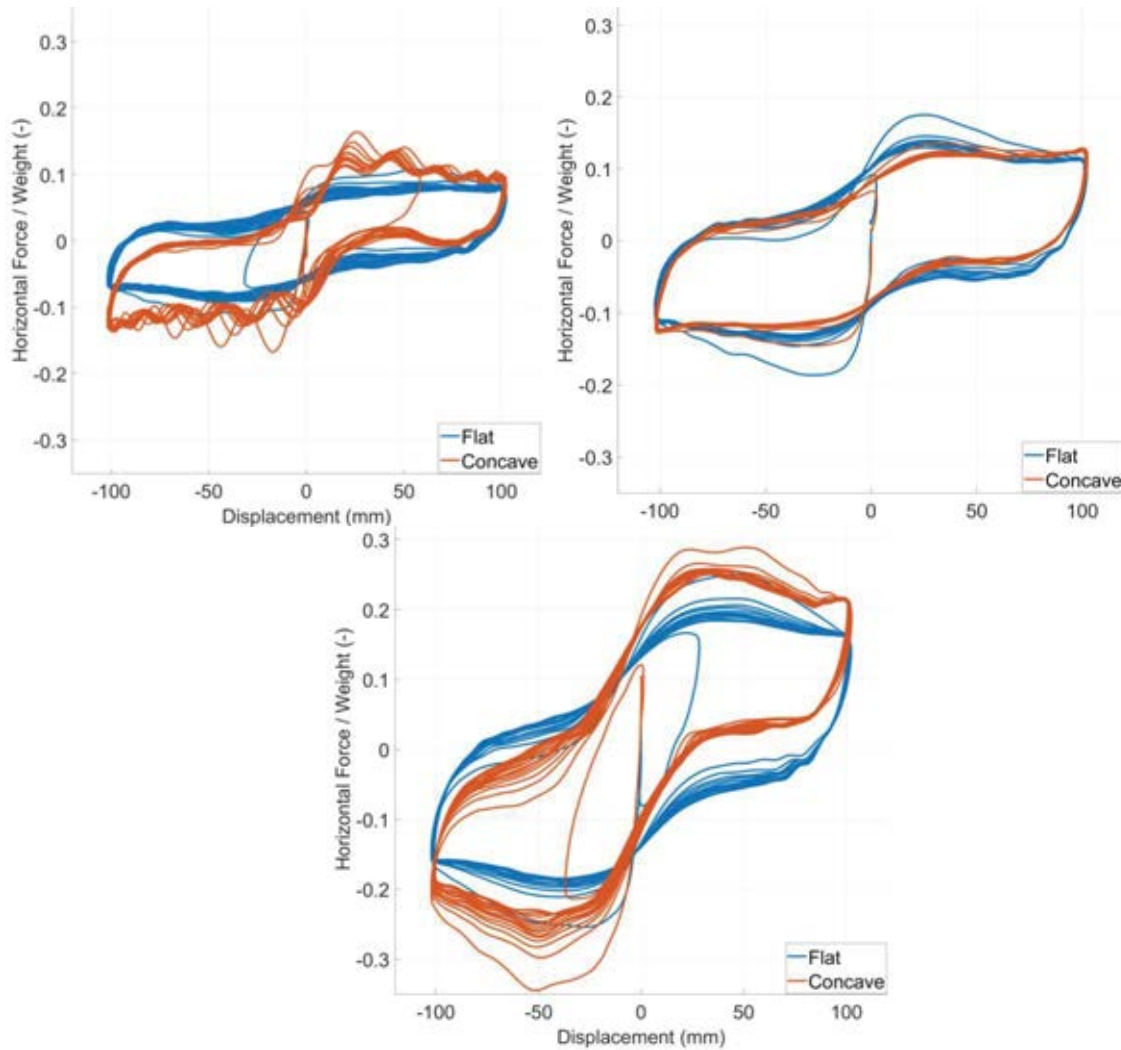 0.3
0.2
0.1
0
-0.1
-0.2
-0.3
Horizontal Force / Weight (-)
Flat
Concave
-100 -50 0 50 100
Displacement (mm)
0.3
0.2
0.1
0
-0.1
-0.2
-0.3
Horizontal Force / Weight (-)
Flat
Concave
-100 -50 0 50 100
0.3
0.2
0.1
0
-0.1
-0.2
-0.3
Horizontal Force / Weight (-)
Flat
Concave
-100 -50 0 50 100
Displacement (mm)